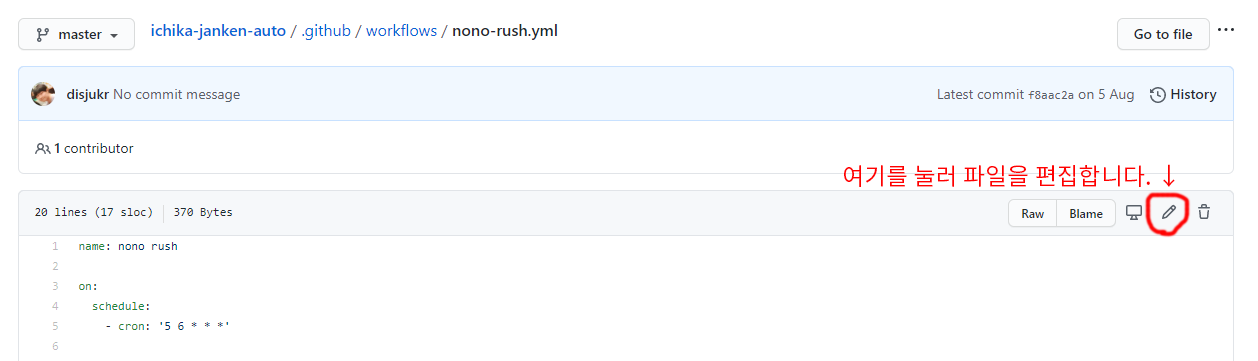 master ichika-janken-auto / .github / workflows / nono-rush.yml Go to file ...
disjukr No commit message Latest commit f8aac2a on 5 Aug History
1 contributor
여기를 눌러 파일을 편집합니다. ↓
20 lines (17 sloc) 370 Bytes Raw Blame
1 name: nono rush
2
3 on:
4 schedule:
5 - cron: '5 6 * * *'
6